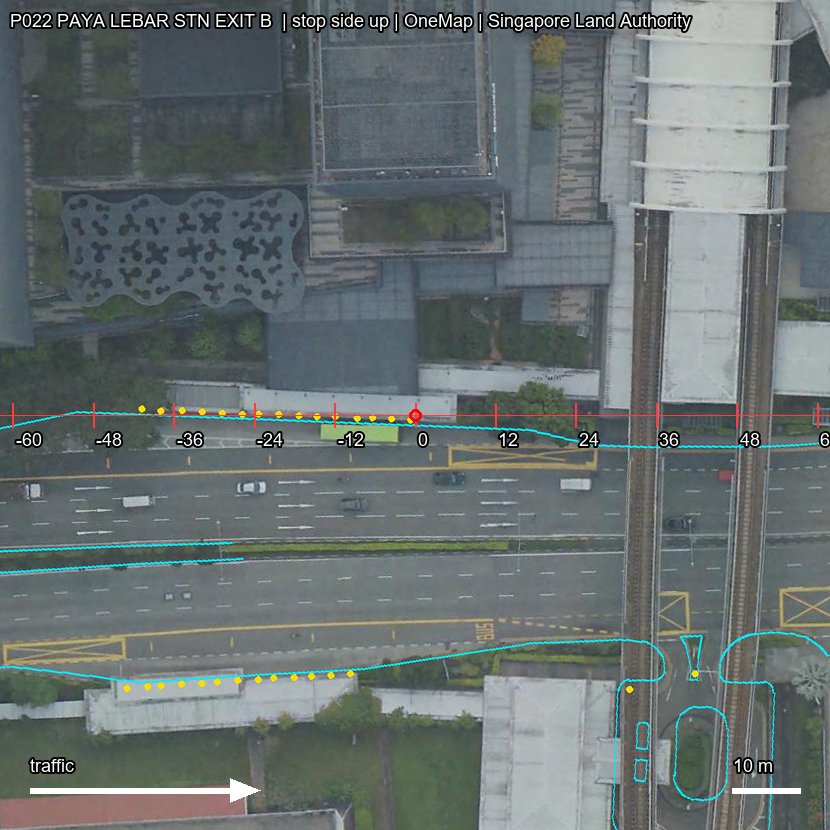 P022 PAYA LEBAR STN EXIT B | stop side up | OneMap | Singapore Land Authority
-60 -48 -36 -24 -12 0 12 24 36 48 6
BUS
traffic
10 m